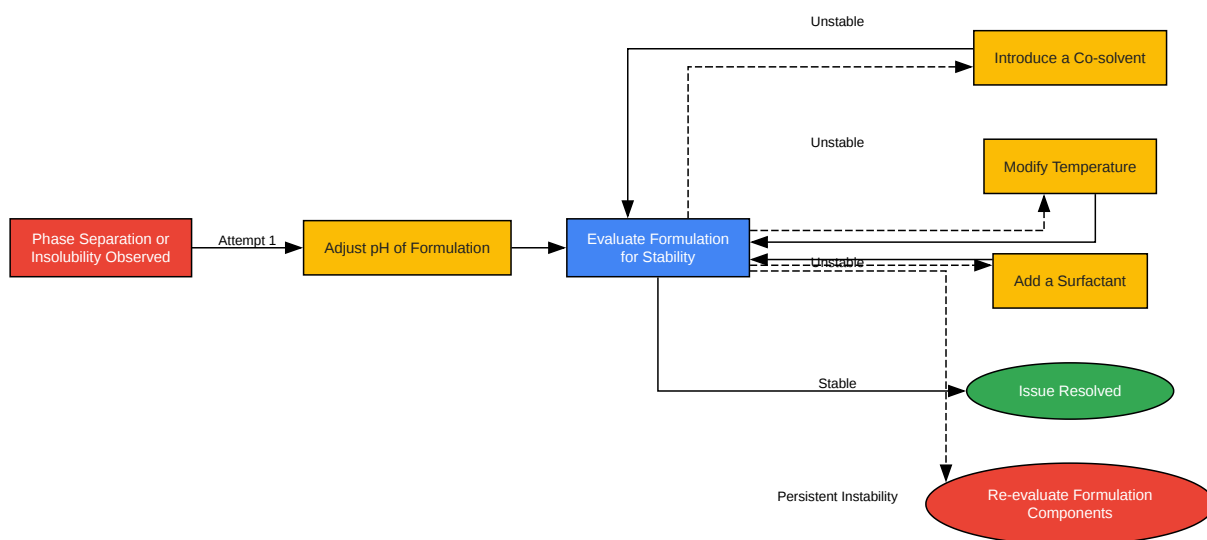 Unstable
Introduce a Co-solvent
Unstable
Modify Temperature
Phase Separation or
Insolubility Observed
Attempt 1
Adjust pH of Formulation
Evaluate Formulation
for Stability
Unstable
Add a Surfactant
Stable
Issue Resolved
Persistent Instability
Re-evaluate Formulation
Components